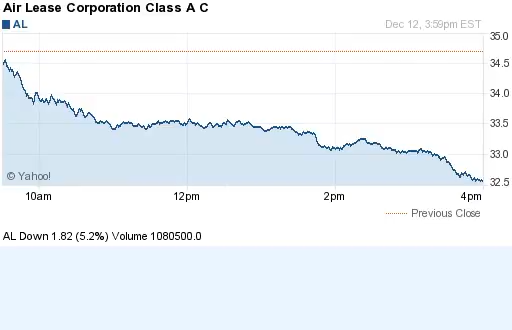 Air Lease Corporation Class A C
AL
Dec 12, 3:59pm EST
35.0
34.5
34.0
33.5
33.0
32.5
© Yahoo!
10am 12pm 2pm 4pm
Previous Close
AL Down 1.82 (5.2%) Volume 1080500.0